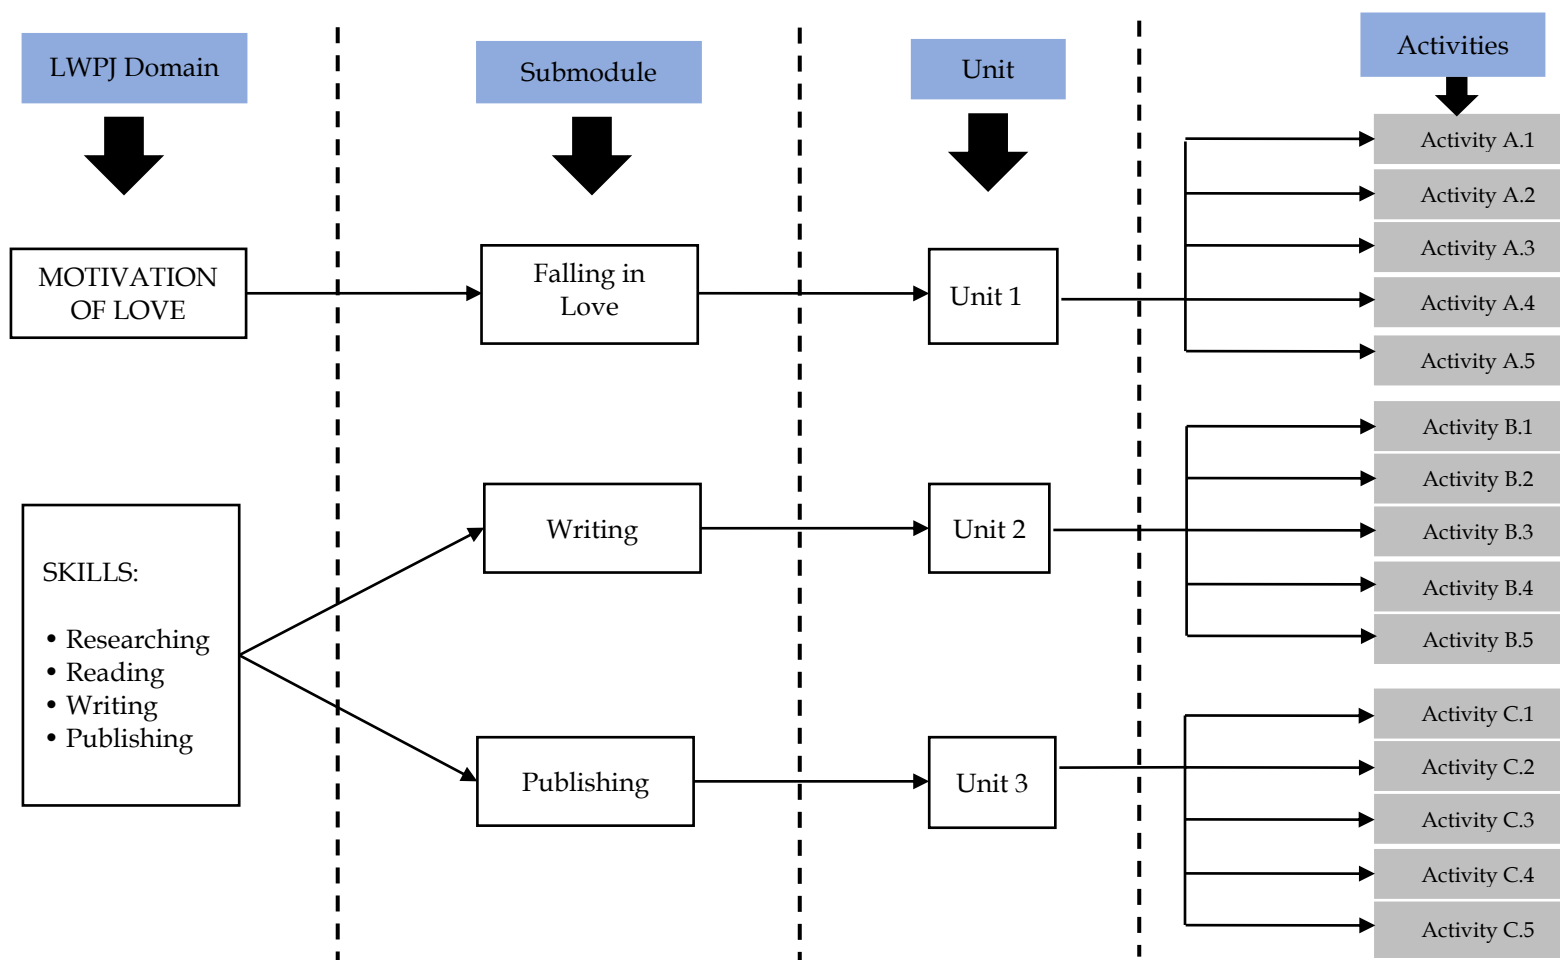 LWPJ Domain
Submodule
Unit
Activities
MOTIVATION
OF LOVE
Falling in
Love
Unit 1
Activity A.1
Activity A.2
Activity A.3
Activity A.4
Activity A.5
SKILLS:
• Researching
• Reading
• Writing
• Publishing
Writing
Unit 2
Activity B.1
Activity B.2
Activity B.3
Activity B.4
Activity B.5
Publishing
Unit 3
Activity C.1
Activity C.2
Activity C.3
Activity C.4
Activity C.5